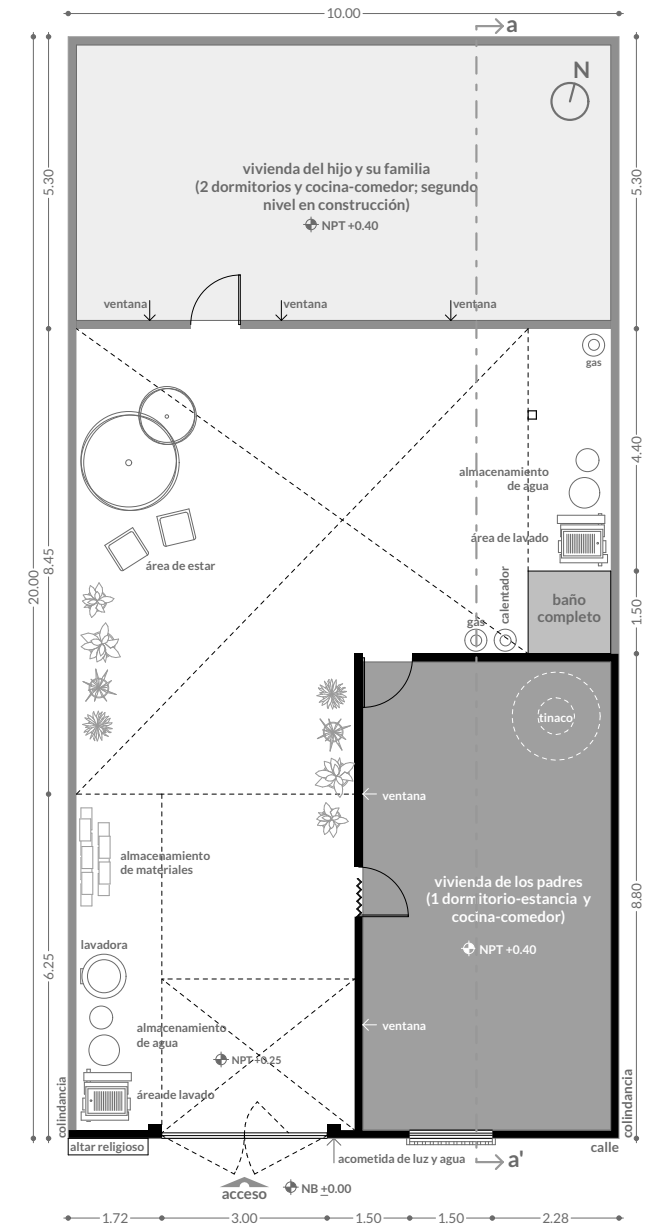 10.00
a
N
5.30
5.30
vivienda del hijo y su familia
(2 dormitorios y cocina-comedor; segundo
nivel en construcción)
NPT +0.40
ventana
ventana
ventana
gas
4.40
almacenamiento
de agua
área de lavado
área de estar
8.45
20.00
gas
calentador
baño
completo
1.50
tinaco
ventana
almacenamiento
de materiales
vivienda de los padres
(1 dormitorio-estancia y
cocina-comedor)
NPT +0.40
8.80
lavadora
6.25
almacenamiento
de agua
NPT +0.25
ventana
área de lavado
colindancia
colindancia
altar religioso
acometida de luz y agua
a'
calle
acceso
NB +0.00
1.72
3.00
1.50
1.50
2.28